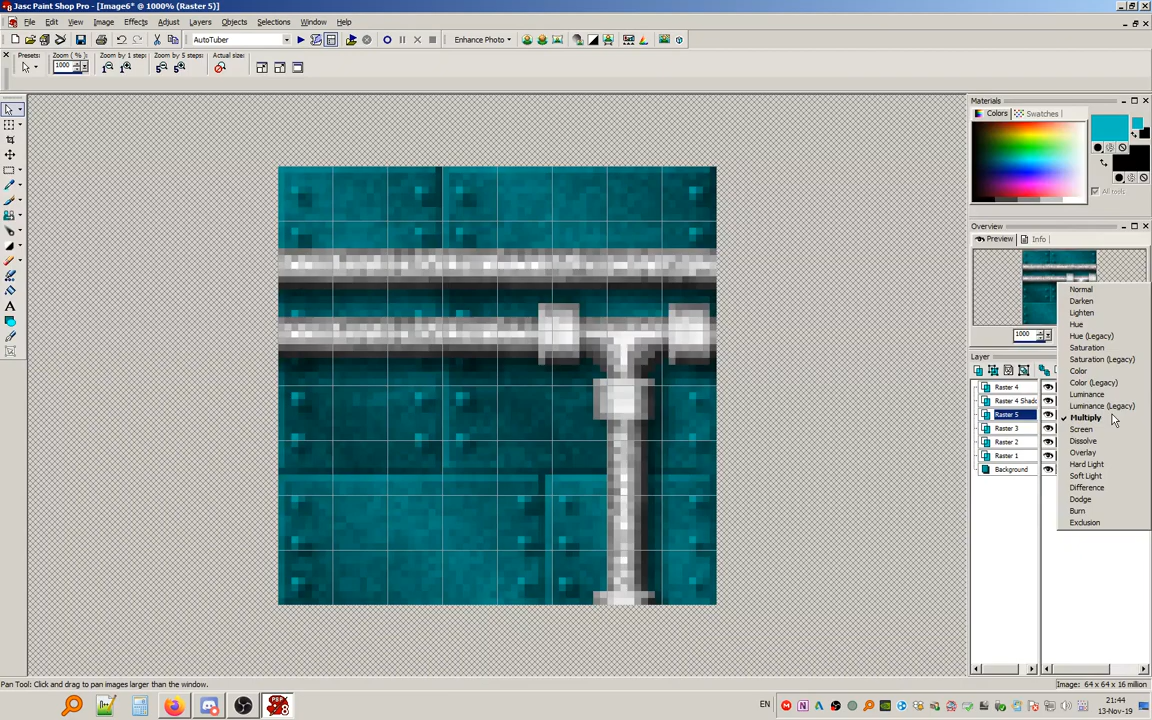 Jasc Paint Shop Pro - [Image6* @ 1000% (Raster 5)]
File Edit View Image Effects Adjust Layers Objects Selections Window Help
AutoTuber
Enhance Photo
Presets:
Zoom ( % ) :
Zoom by 1 step:
Zoom by 5 steps:
Actual size:
1000
Materials
Colors
Swatches
All tools
Overview
Preview
Info
1000
Normal
Darken
Lighten
Hue
Hue (Legacy)
Saturation
Saturation (Legacy)
Color
Color (Legacy)
Luminance
Luminance (Legacy)
Multiply
Screen
Dissolve
Overlay
Hard Light
Soft Light
Difference
Dodge
Burn
Exclusion
Layer
Raster 4
Raster 4 Shado
Raster 5
Raster 3
Raster 2
Raster 1
Background
Pan Tool: Click and drag to pan images larger than the window.
Image: 64 x 64 x 16 million
EN
21:44
13-Nov-19